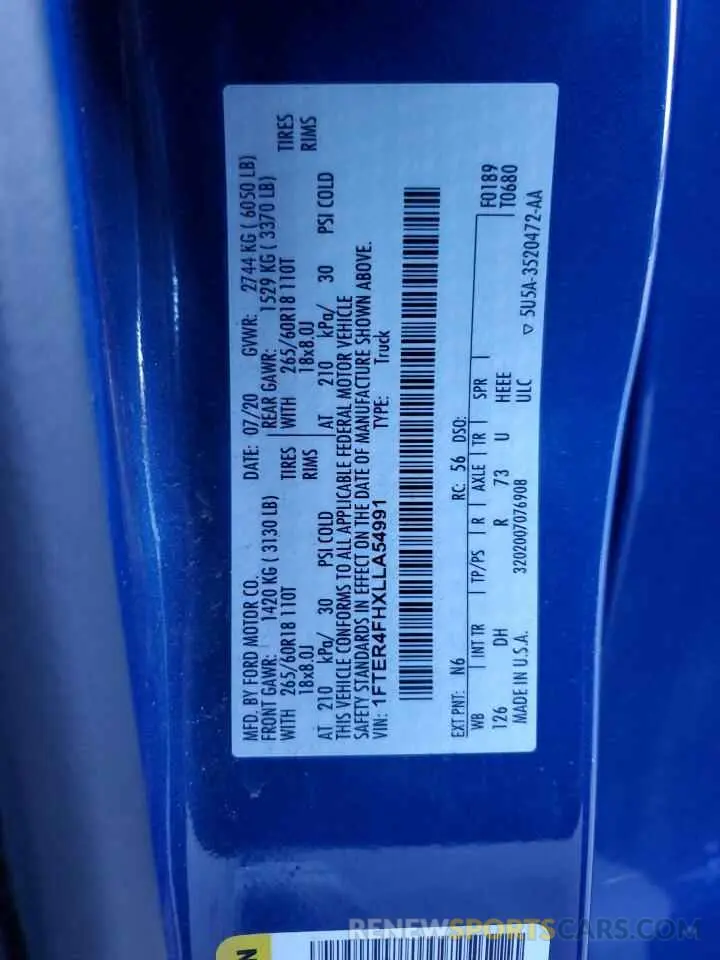 MFD. BY FORD MOTOR CO. DATE: 07/20 GVWR: 2744 KG ( 6050 LB)
FRONT GAWR: 1420 KG ( 3130 LB) REAR GAWR: 1529 KG ( 3370 LB)
WITH 265/60R18 110T TIRES WITH 265/60R18 110T TIRES
18x8.0J RIMS 18x8.0J RIMS
AT 210 kPa/ 30 PSI COLD AT 210 kPa/ 30 PSI COLD
THIS VEHICLE CONFORMS TO ALL APPLICABLE FEDERAL MOTOR VEHICLE
SAFETY STANDARDS IN EFFECT ON THE DATE OF MANUFACTURE SHOWN ABOVE.
VIN: 1FTER4FHXLLA54991 TYPE: Truck
EXT PNT: N6 RC: 56 DSO:
WB INT TR TP/PS R AXLE TR SPR F0189
126 DH R 73 U HEEE T0680
MADE IN U.S.A. 3202007076908 ULC ▽ 5U5A-3520472-AA
RENEWSPORTSCARS.COM